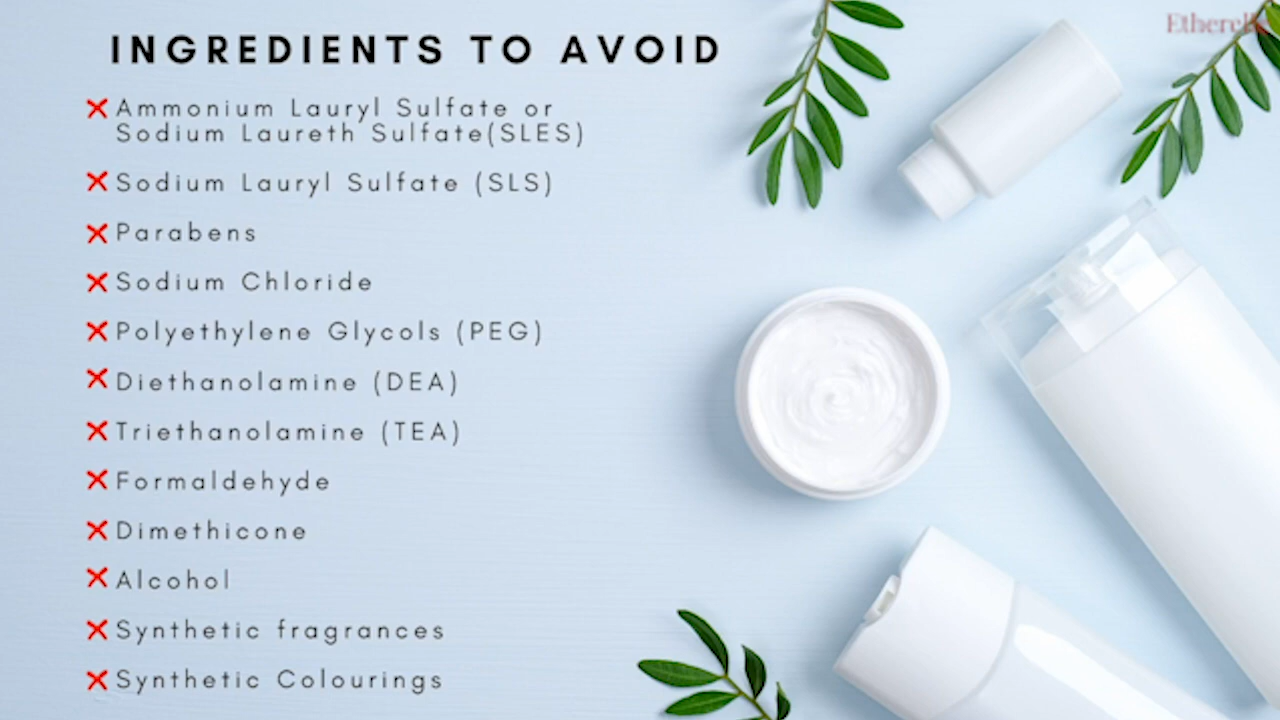 INGREDIENTS TO AVOID
Ammonium Lauryl Sulfate or
Sodium Laureth Sulfate(SLES)
Sodium Lauryl Sulfate (SLS)
Parabens
Sodium Chloride
Polyethylene Glycols (PEG)
Diethanolamine (DEA)
Triethanolamine (TEA)
Formaldehyde
Dimethicone
Alcohol
Synthetic fragrances
Synthetic Colourings